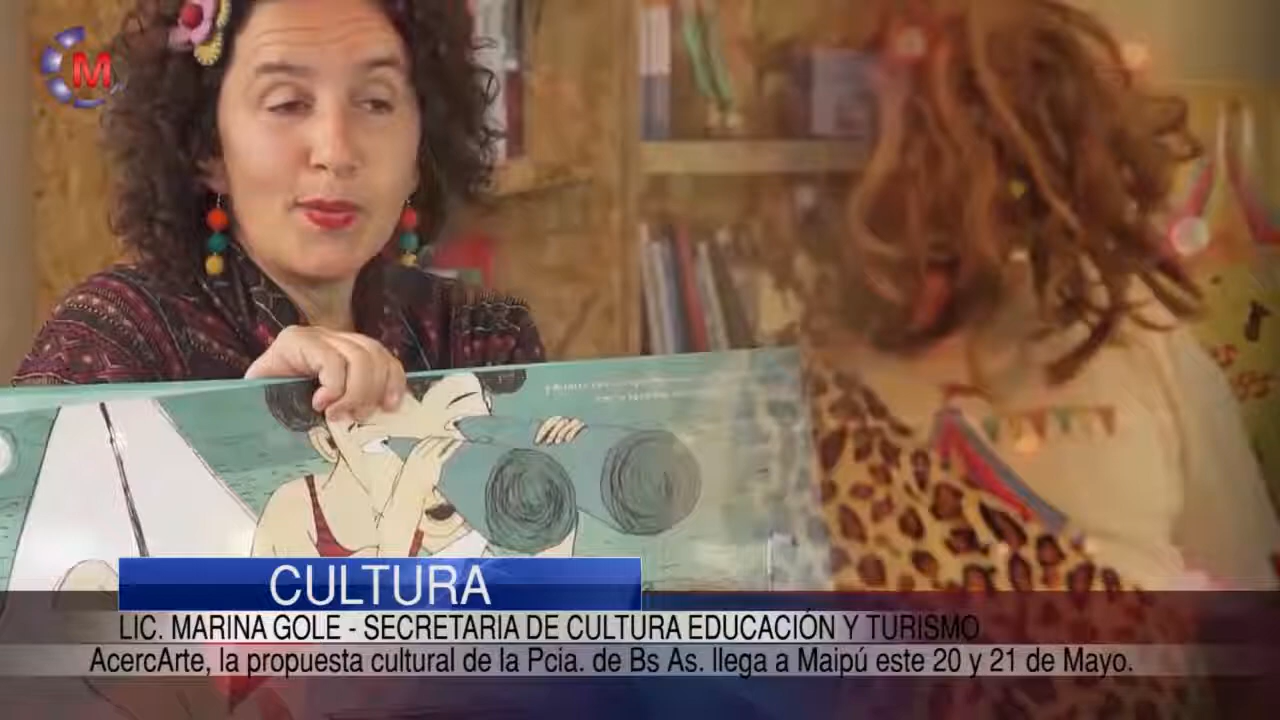 M
CULTURA
LIC. MARINA GOLE - SECRETARIA DE CULTURA EDUCACIÓN Y TURISMO
AcercArte, la propuesta cultural de la Pcia. de Bs As. llega a Maipú este 20 y 21 de Mayo.